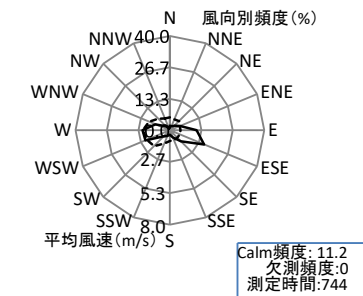 N 風向別頻度(%)
40.0
NNW NNE
NW 26.7 NE
WNW 13.3 ENE
W 0.0 E
WSW 2.7 ESE
SW 5.3 SE
SSW 8.0 SSE
平均風速(m/s) S
Calm頻度: 11.2
欠測頻度:0
測定時間:744